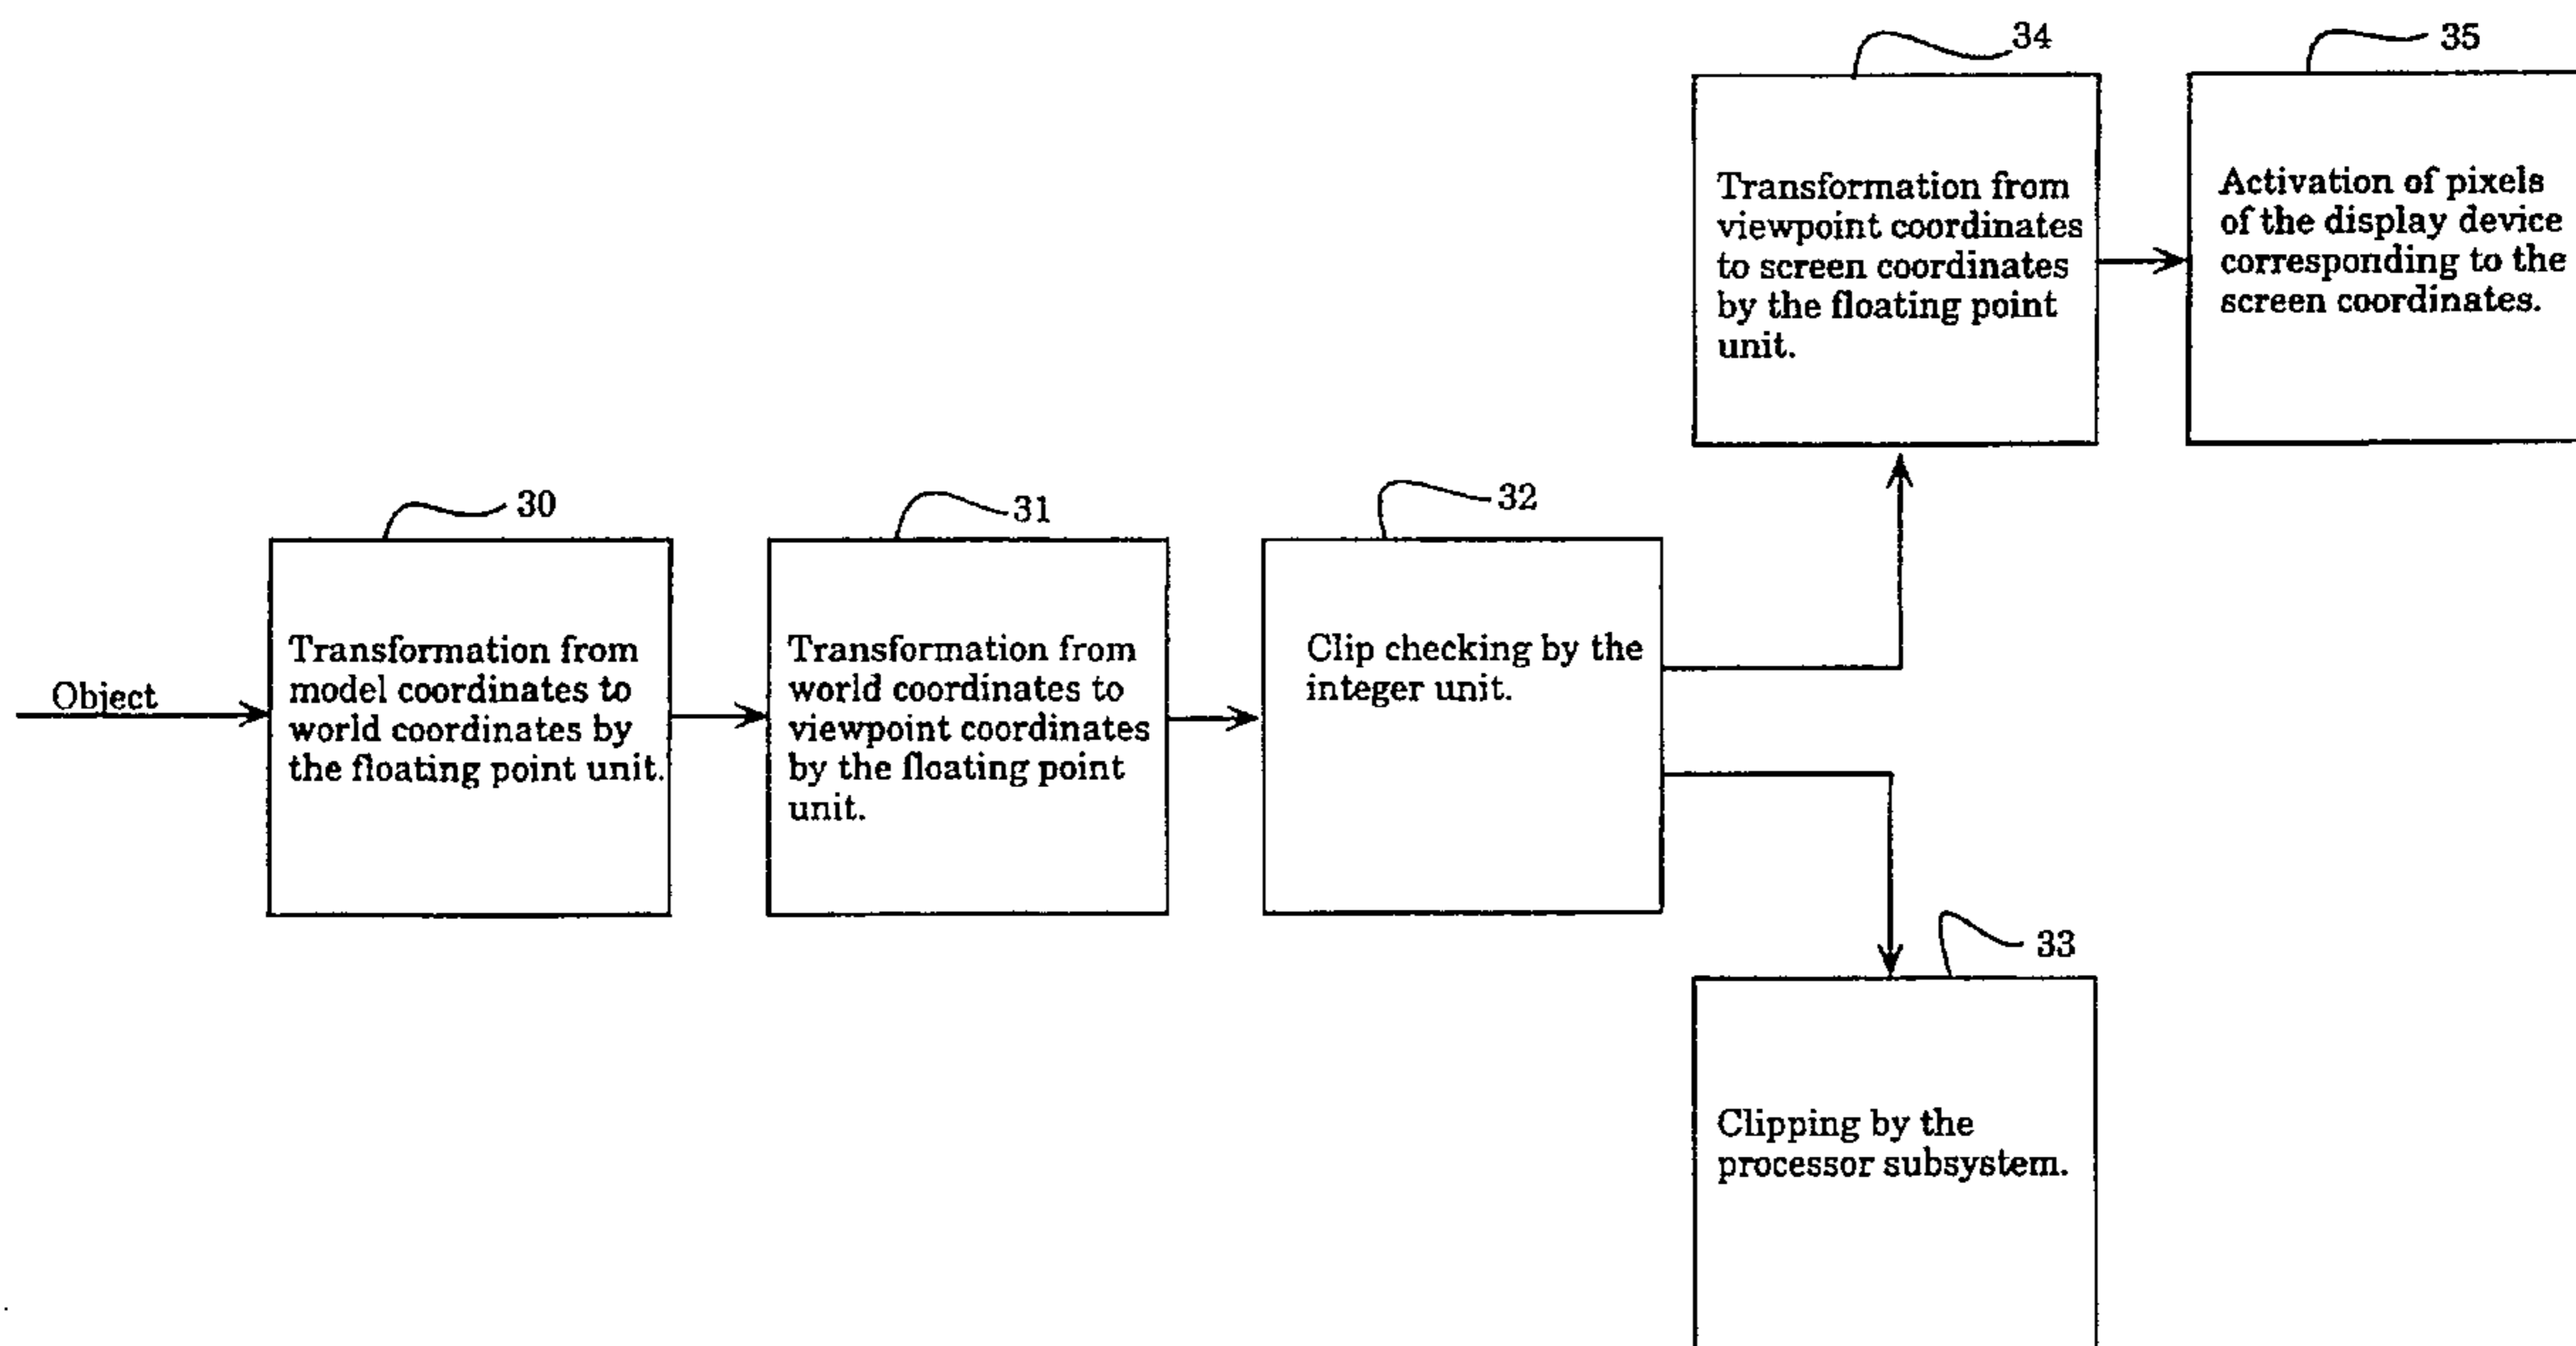 34
35
Transformation from
viewpoint coordinates
to screen coordinates
by the floating point
unit.
Activation of pixels
of the display device
corresponding to the
screen coordinates.
30
31
32
Object
Transformation from
model coordinates to
world coordinates by
the floating point unit.
Transformation from
world coordinates to
viewpoint coordinates
by the floating point
unit.
Clip checking by the
integer unit.
33
Clipping by the
processor subsystem.